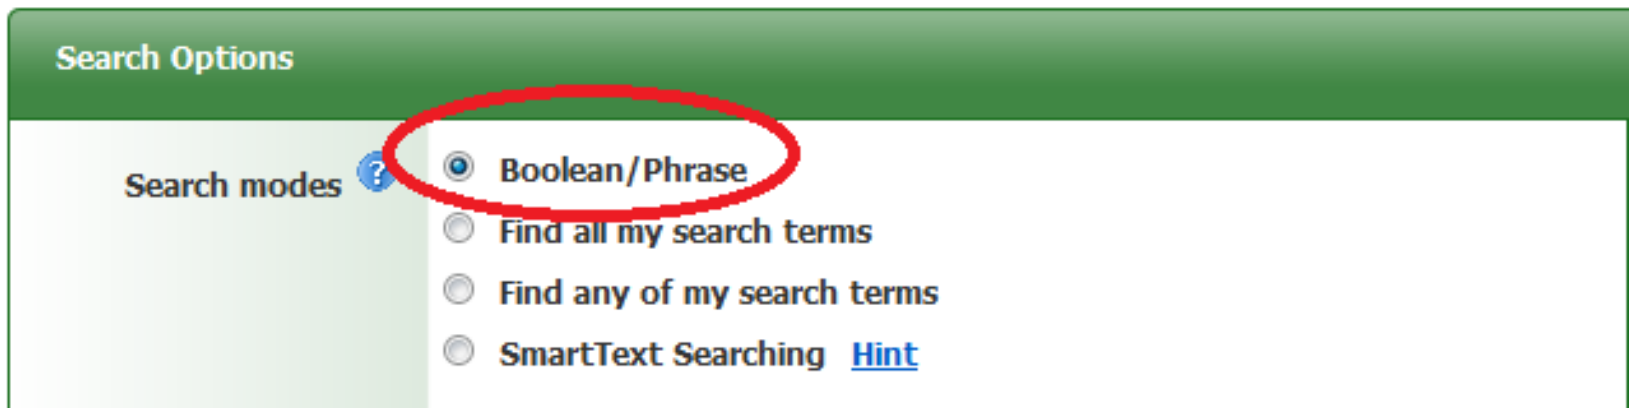 Search Options
Search modes ?
Boolean/Phrase
Find all my search terms
Find any of my search terms
SmartText Searching Hint